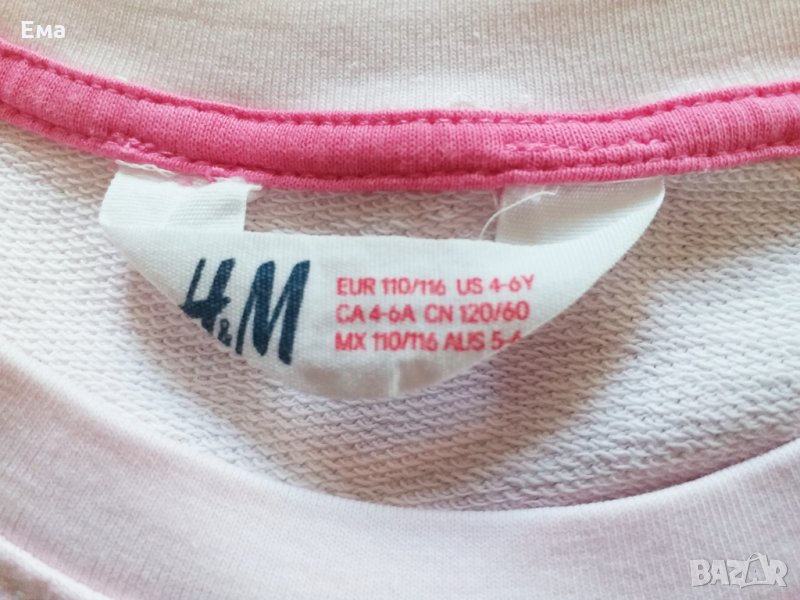 Ема
H&M
EUR 110/116 US 4-6Y
CA 4-6A CN 120/60
MX 110/116 AUS 5-6
BAZAR